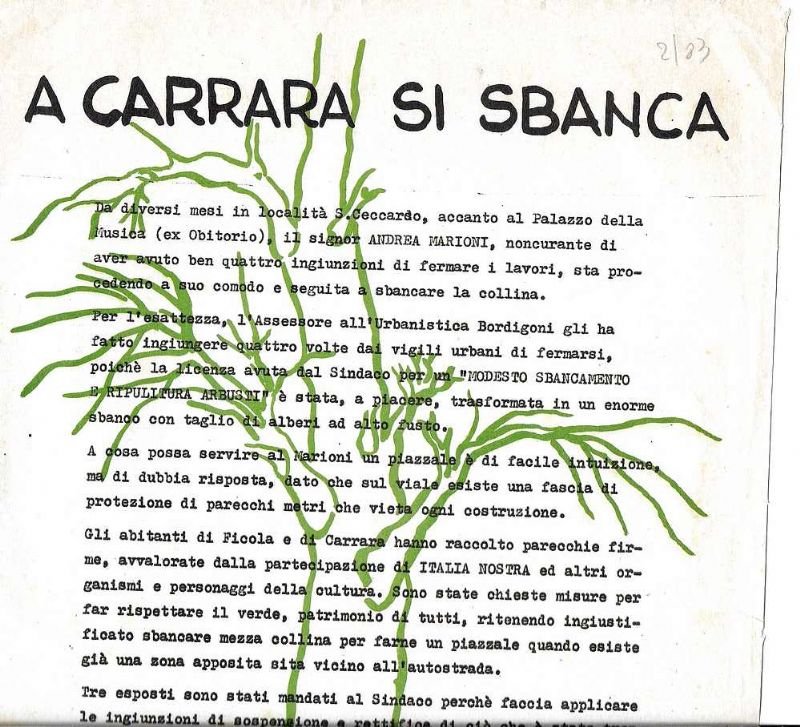 2/83
A CARRARA SI SBANCA
Da diversi mesi in località S.Ceccardo, accanto al Palazzo della
Musica (ex Obitorio), il signor ANDREA MARIONI, noncurante di
aver avuto ben quattro ingiunzioni di fermare i lavori, sta pro-
cedendo a suo comodo e seguita a sbancare la collina.
Per l'esattezza, l'Assessore all'Urbanistica Bordigoni gli ha
fatto ingiungere quattro volte dai vigili urbani di fermarsi,
poichè la licenza avuta dal Sindaco per un "MODESTO SBANCAMENTO
E RIPULITURA ARBUSTI" è stata, a piacere, trasformata in un enorme
sbanco con taglio di alberi ad alto fusto.
A cosa possa servire al Marioni un piazzale è di facile intuizione,
ma di dubbia risposta, dato che sul viale esiste una fascia di
protezione di parecchi metri che vieta ogni costruzione.
Gli abitanti di Ficola e di Carrara hanno raccolto parecchie fir-
me, avvalorate dalla partecipazione di ITALIA NOSTRA ed altri or-
ganismi e personaggi della cultura. Sono state chieste misure per
far rispettare il verde, patrimonio di tutti, ritenendo ingiusti-
ficato sbancare mezza collina per farne un piazzale quando esiste
già una zona apposita sita vicino all'autostrada.
Tre esposti sono stati mandati al Sindaco perchè faccia applicare
le ingiunzioni di sospensione e rettifica di ciò che è stato